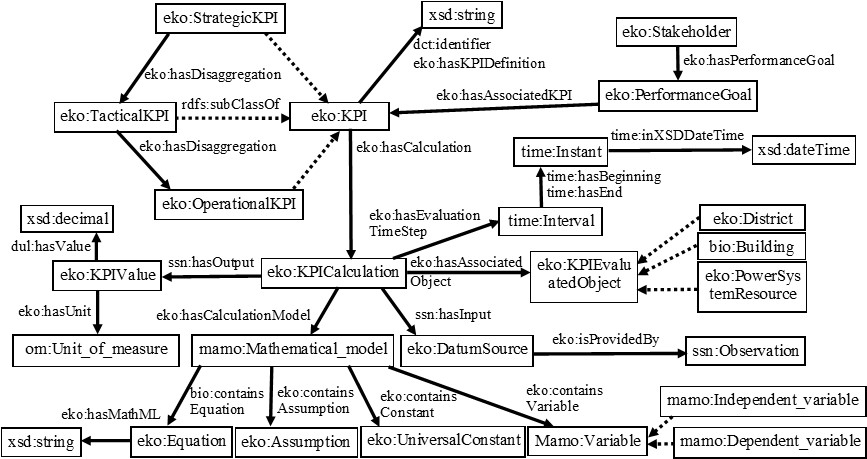 eko:StrategicKPI
xsd:string
eko:Stakeholder
dct:identifier
eko:hasKPIDefinition
eko:hasPerformanceGoal
eko:hasDisaggregation
eko:hasAssociatedKPI
eko:PerformanceGoal
rdfs:subClassOf
eko:TacticalKPI
eko:KPI
time:inXSDDateTime
eko:hasDisaggregation
eko:hasCalculation
time:Instant
xsd:dateTime
time:hasBeginning
time:hasEnd
eko:OperationalKPI
xsd:decimal
eko:hasEvaluation
TimeStep
time:Interval
eko:District
dul:hasValue
bio:Building
eko:KPIValue
ssn:hasOutput
eko:KPICalculation
eko:hasAssociated
Object
eko:KPIEvalu
atedObject
eko:PowerSys
temResource
eko:hasUnit
eko:hasCalculationModel
ssn:hasInput
om:Unit_of_measure
mamo:Mathematical_model
eko:DatumSource
eko:isProvidedBy
ssn:Observation
bio:contains
Equation
eko:contains
Assumption
eko:contains
Constant
eko:contains
Variable
mamo:Independent_variable
eko:hasMathML
xsd:string
eko:Equation
eko:Assumption
eko:UniversalConstant
Mamo:Variable
mamo:Dependent_variable